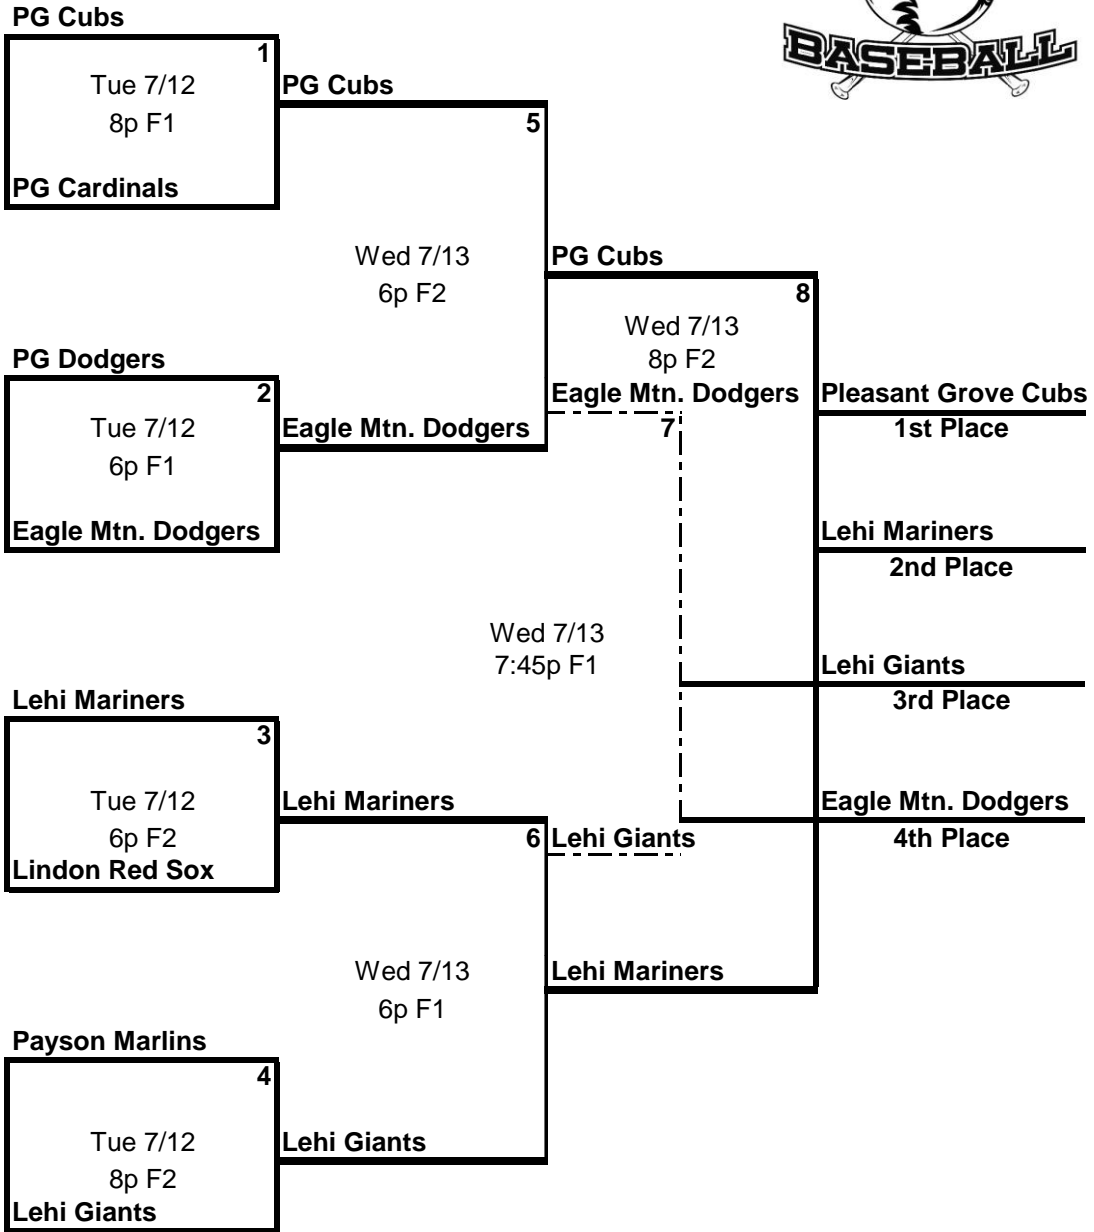 PG Cubs
BASEBALL
1
Tue 7/12
PG Cubs
8p F1
5
PG Cardinals
Wed 7/13
PG Cubs
6p F2
8
Wed 7/13
PG Dodgers
8p F2
2
Eagle Mtn. Dodgers
Pleasant Grove Cubs
Tue 7/12
Eagle Mtn. Dodgers
7
1st Place
6p F1
Eagle Mtn. Dodgers
Lehi Mariners
2nd Place
Wed 7/13
7:45p F1
Lehi Giants
Lehi Mariners
3rd Place
3
Tue 7/12
Lehi Mariners
Eagle Mtn. Dodgers
6p F2
6
Lehi Giants
4th Place
Lindon Red Sox
Wed 7/13
Lehi Mariners
6p F1
Payson Marlins
4
Tue 7/12
Lehi Giants
8p F2
Lehi Giants